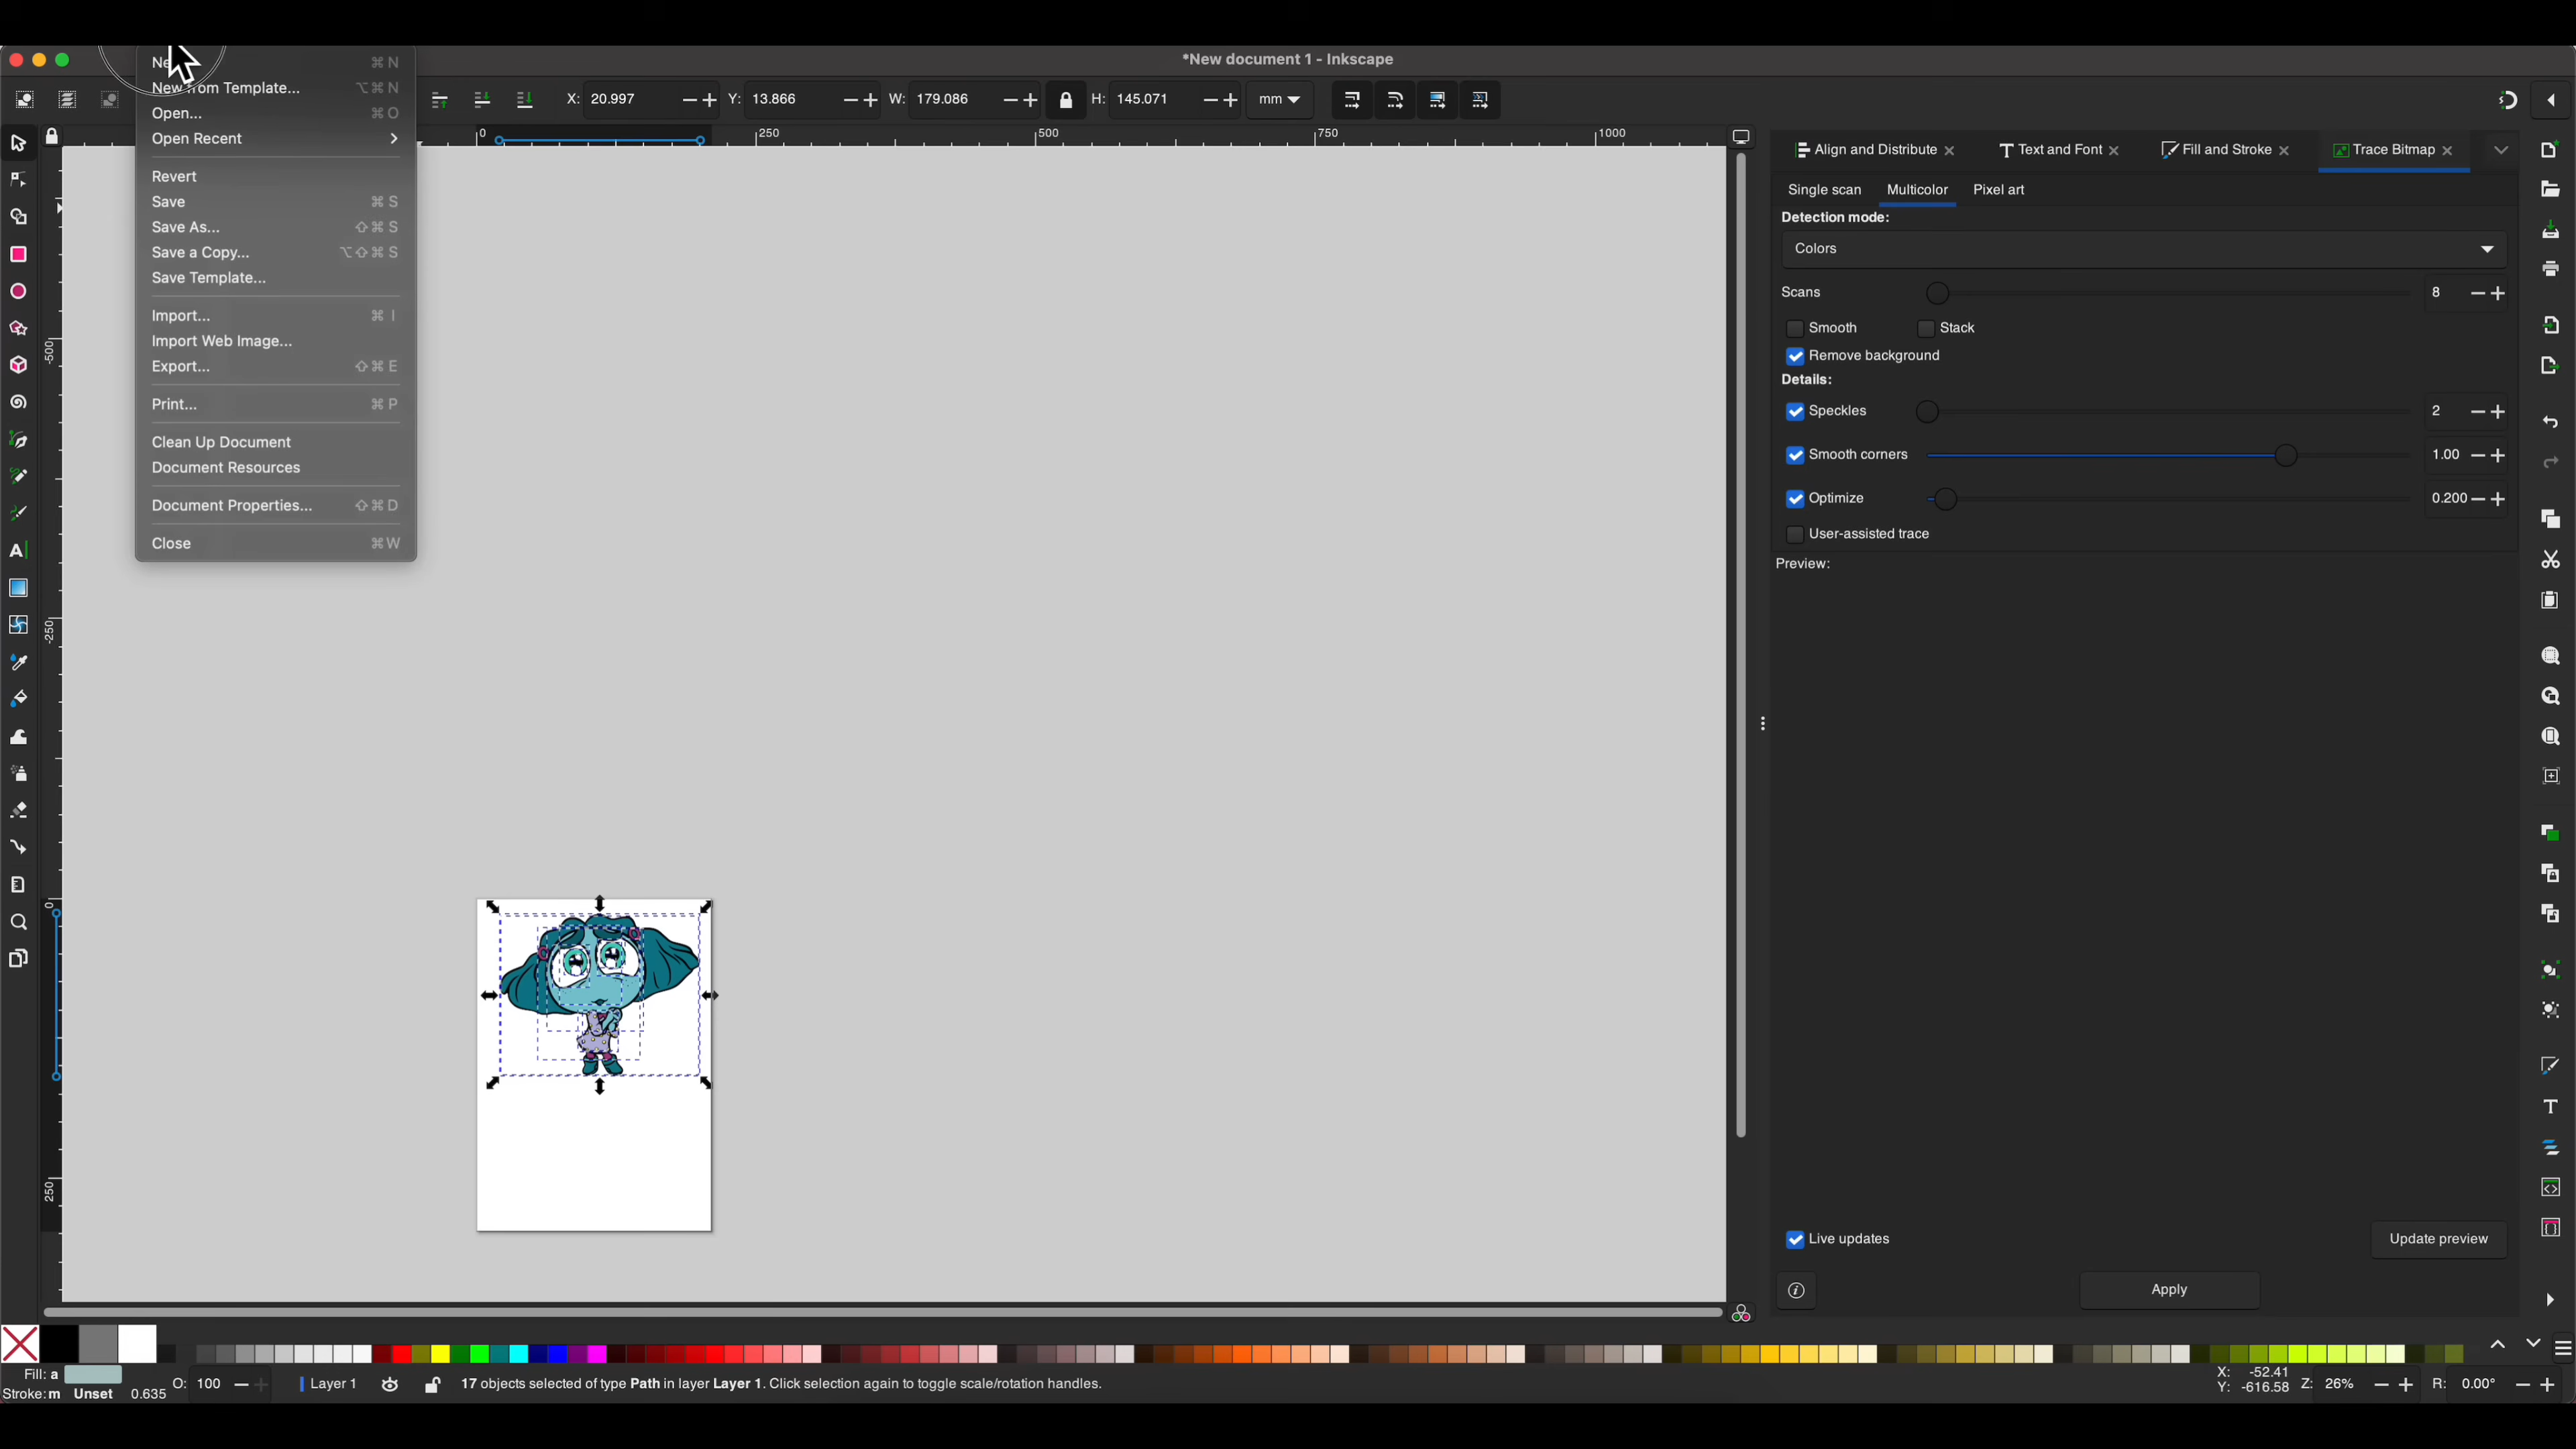 *New document 1 - Inkscape
New ⌘ N
New from Template... ⌥⌘ N
Open... ⌘ O
Open Recent
Revert
Save ⌘ S
Save As... ⇧⌘ S
Save a Copy... ⌥⇧⌘ S
Save Template...
Import... ⌘ I
Import Web Image...
Export... ⇧⌘ E
Print... ⌘ P
Clean Up Document
Document Resources
Document Properties... ⇧⌘ D
Close ⌘W
X: 20.997 Y: 13.866 W: 179.086 H: 145.071 mm
0 250 500 750 1000
-500
-250
0
250
Align and Distribute Text and Font Fill and Stroke Trace Bitmap
Single scan Multicolor Pixel art
Detection mode:
Colors
Scans 8
Smooth Stack
Remove background
Details:
Speckles 2
Smooth corners 1.00
Optimize 0.200
User-assisted trace
Preview:
Live updates Update preview
Apply
Fill: a
Stroke: m Unset 0.635
O: 100 Layer 1 17 objects selected of type Path in layer Layer 1. Click selection again to toggle scale/rotation handles.
X: -52.41
Y: -616.58
Z: 26% R: 0.00°